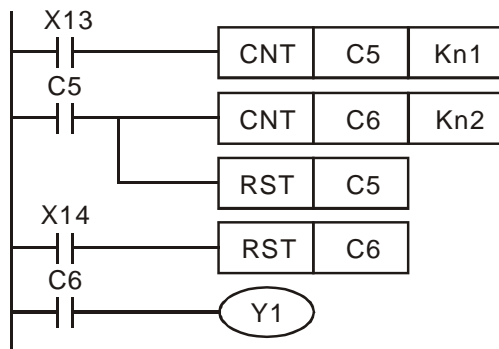 X13
CNT C5 Kn1
C5
CNT C6 Kn2
RST C5
X14
RST C6
C6
Y1